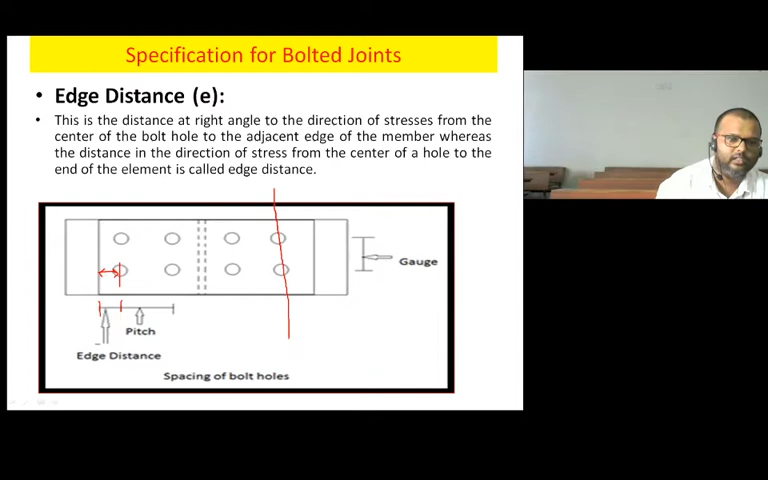 Specification for Bolted Joints
• Edge Distance (e):
• This is the distance at right angle to the direction of stresses from the
center of the bolt hole to the adjacent edge of the member whereas
the distance in the direction of stress from the center of a hole to the
end of the element is called edge distance.
Gauge
Pitch
Edge Distance
Spacing of bolt holes